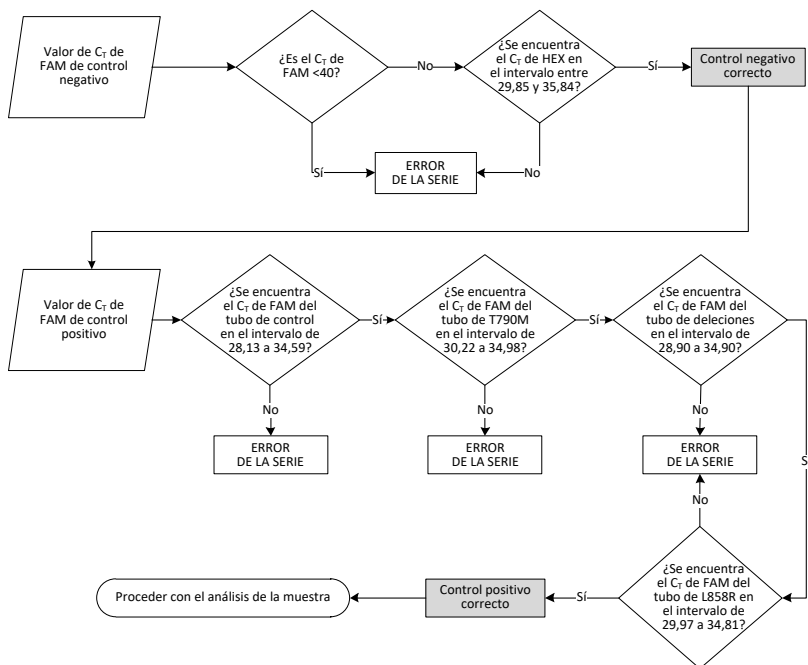 Valor de CT de
FAM de control
negativo
¿Es el CT de
FAM <40?
No
¿Se encuentra
el CT de HEX en
el intervalo entre
29,85 y 35,84?
Sí
Control negativo
correcto
Sí
ERROR
DE LA SERIE
No
Valor de CT de
FAM de control
positivo
¿Se encuentra
el CT de FAM del
tubo de control
en el intervalo de
28,13 a 34,59?
Sí
¿Se encuentra
el CT de FAM del
tubo de T790M
en el intervalo de
30,22 a 34,98?
Sí
¿Se encuentra
el CT de FAM del
tubo de deleciones
en el intervalo de
28,90 a 34,90?
No
No
No
ERROR
DE LA SERIE
ERROR
DE LA SERIE
ERROR
DE LA SERIE
S
No
¿Se encuentra
el CT de FAM del
tubo de L858R en
el intervalo de
29,97 a 34,81?
Sí
Control positivo
correcto
Proceder con el análisis de la muestra